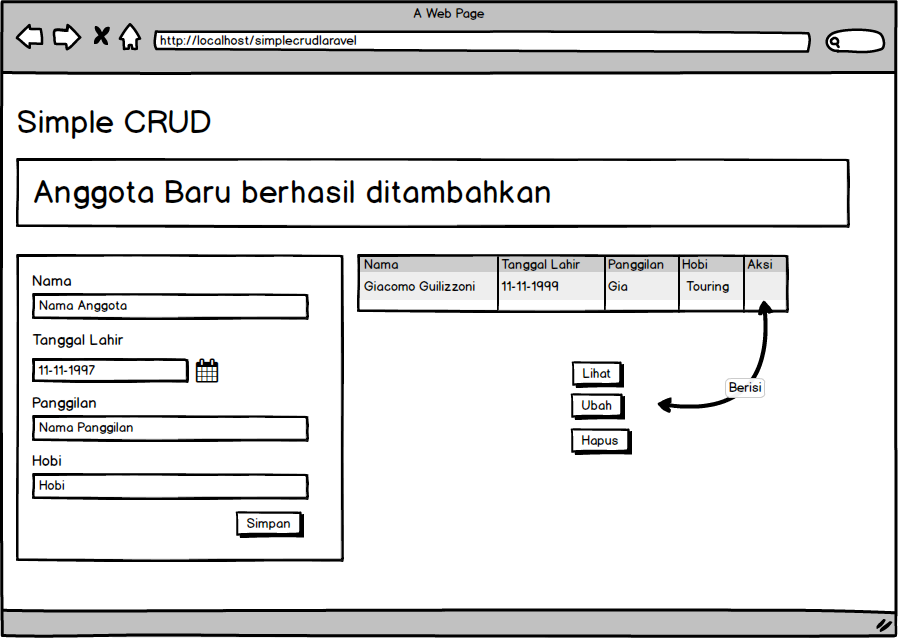 A Web Page
http://localhost/simplecrudlaravel
Simple CRUD
Anggota Baru berhasil ditambahkan
Nama
Nama Anggota
Tanggal Lahir
11-11-1997
Panggilan
Nama Panggilan
Hobi
Hobi
Simpan
Nama Tanggal Lahir Panggilan Hobi Aksi
Giacomo Guilizzoni 11-11-1999 Gia Touring
Lihat
Ubah
Hapus
Berisi